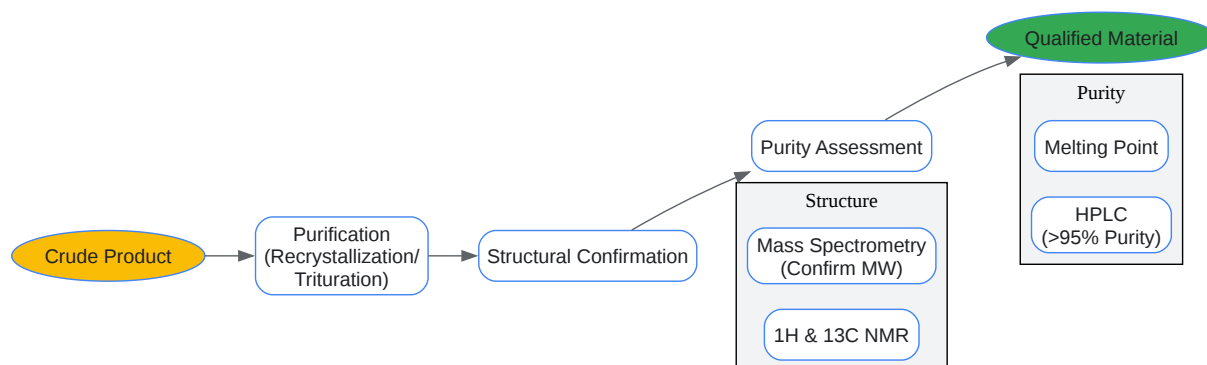 Crude Product
Purification
(Recrystallization/
Trituration)
Structural Confirmation
Purity Assessment
Qualified Material
Structure
Mass Spectrometry
(Confirm MW)
1H & 13C NMR
Purity
Melting Point
HPLC
(>95% Purity)